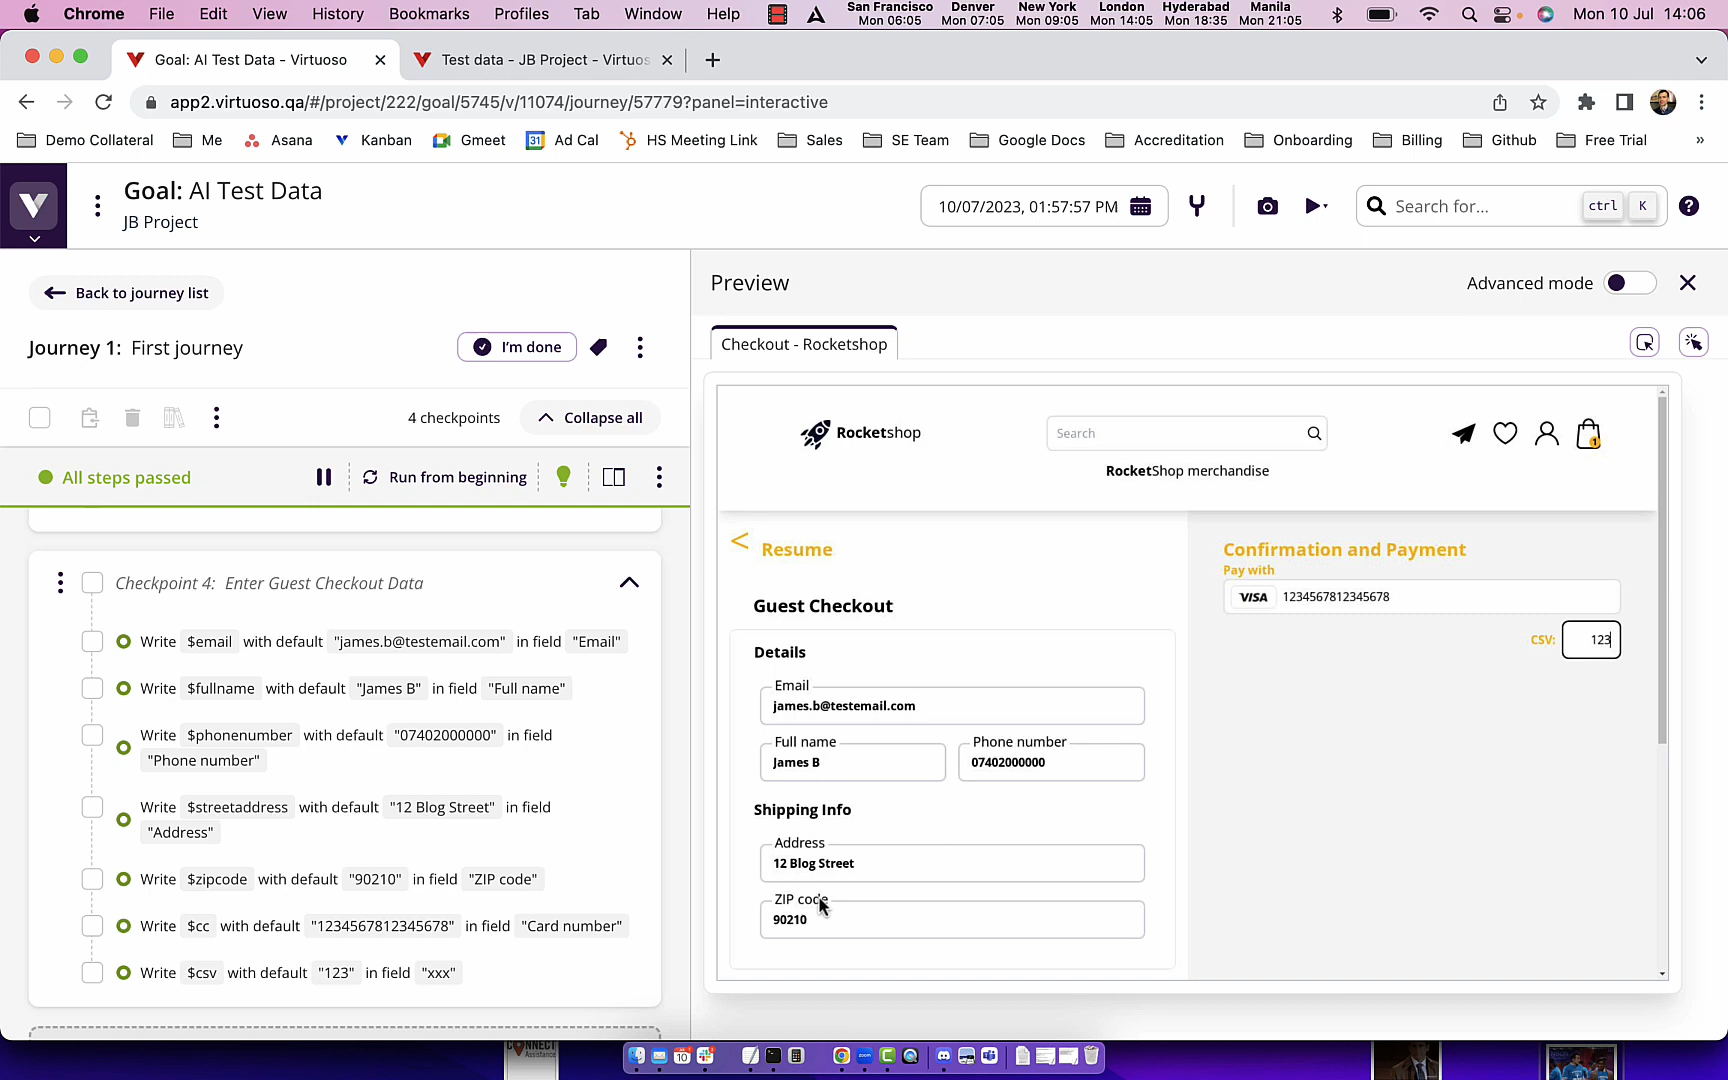 Chrome File Edit View History Bookmarks Profiles Tab Window Help
San Francisco Denver New York London Hyderabad Manila
Mon 06:05 Mon 07:05 Mon 09:05 Mon 14:05 Mon 18:35 Mon 21:05
Mon 10 Jul 14:06
Goal: AI Test Data - Virtuoso
Test data - JB Project - Virtuos
app2.virtuoso.qa/#/project/222/goal/5745/v/11074/journey/57779?panel=interactive
Demo Collateral Me Asana Kanban Gmeet 31 Ad Cal HS Meeting Link Sales SE Team Google Docs Accreditation Onboarding Billing Github Free Trial »
Goal: AI Test Data
JB Project
10/07/2023, 01:57:57 PM
Search for... ctrl K
Back to journey list
Journey 1: First journey
I'm done
4 checkpoints
Collapse all
All steps passed
Run from beginning
Checkpoint 4: Enter Guest Checkout Data
Write $email with default "james.b@testemail.com" in field "Email"
Write $fullname with default "James B" in field "Full name"
Write $phonenumber with default "07402000000" in field
"Phone number"
Write $streetaddress with default "12 Blog Street" in field
"Address"
Write $zipcode with default "90210" in field "ZIP code"
Write $cc with default "1234567812345678" in field "Card number"
Write $csv with default "123" in field "xxx"
Preview
Advanced mode
Checkout - Rocketshop
Rocketshop
Search
1
RocketShop merchandise
< Resume
Guest Checkout
Details
Email
james.b@testemail.com
Full name
James B
Phone number
07402000000
Shipping Info
Address
12 Blog Street
ZIP code
90210
Confirmation and Payment
Pay with
VISA 1234567812345678
CSV: 123
CONNECT
Assistance
10
zoom